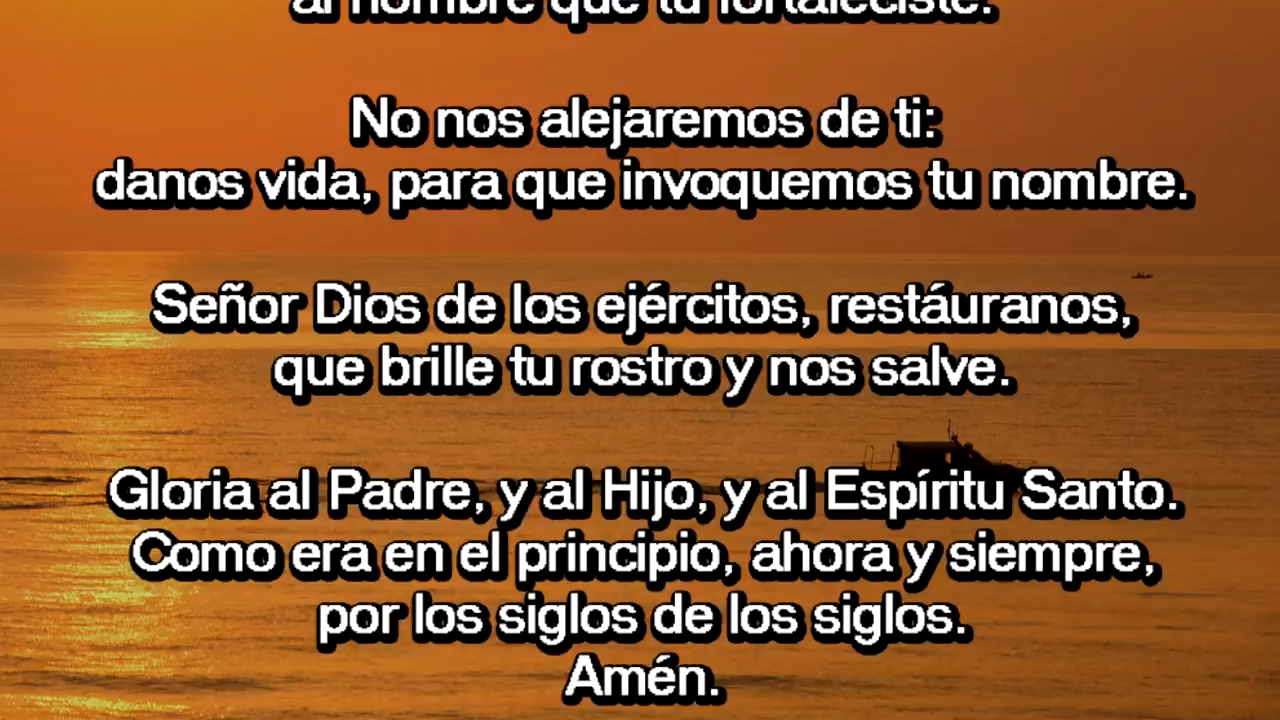 al hombre que tú fortaleciste.
No nos alejaremos de ti:
danos vida, para que invoquemos tu nombre.
Señor Dios de los ejércitos, restáuranos,
que brille tu rostro y nos salve.
Gloria al Padre, y al Hijo, y al Espíritu Santo.
Como era en el principio, ahora y siempre,
por los siglos de los siglos.
Amén.